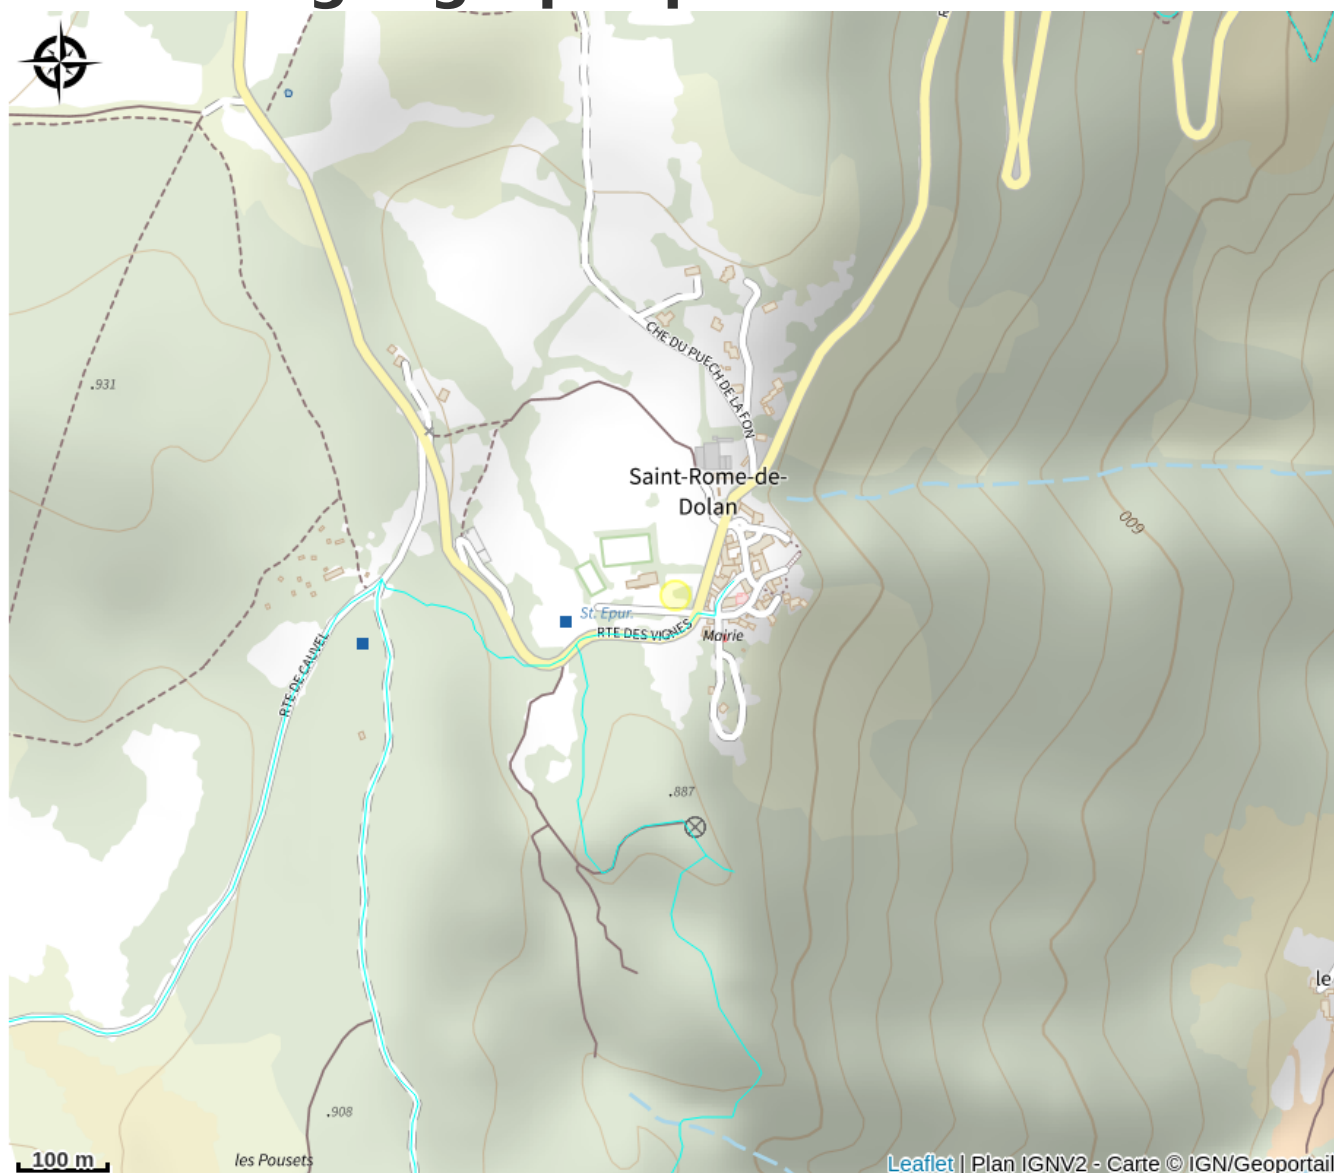 .931
CHE DU PUECH DE LA FON
Saint-Rome-de-
Dolan
600
St. Epur.
RTE DES VIGNES
Mairie
RTE DE CAUVEL
.887
le
.908
les Pousets
100 m
Leaflet | Plan IGNV2 - Carte © IGN/Geoportail